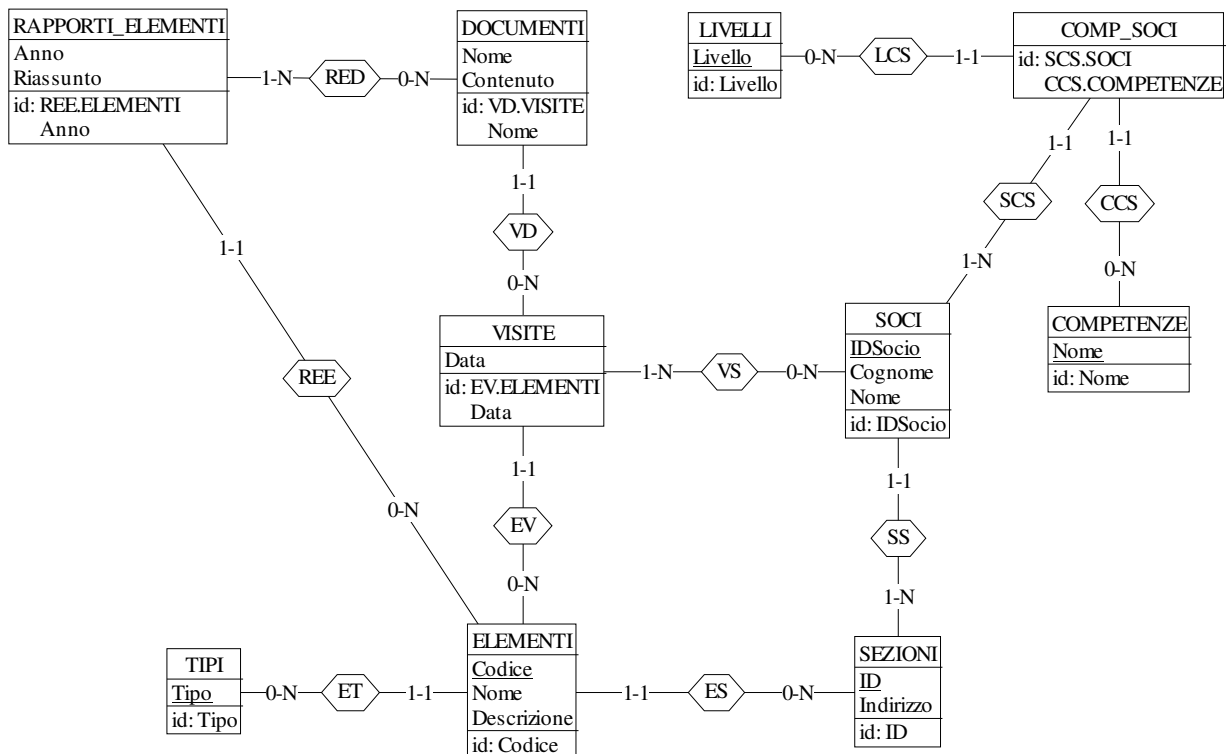 RAPPORTI_ELEMENTI
Anno
Riassunto
id: REE.ELEMENTI
Anno
1-N
RED
0-N
DOCUMENTI
Nome
Contenuto
id: VD.VISITE
Nome
LIVELLI
Livello
id: Livello
0-N
LCS
1-1
COMP_SOCI
id: SCS.SOCI
CCS.COMPETENZE
1-1
VD
0-N
1-1
SCS
1-N
1-1
CCS
0-N
1-1
REE
0-N
VISITE
Data
id: EV.ELEMENTI
Data
1-N
VS
0-N
SOCI
IDSocio
Cognome
Nome
id: IDSocio
COMPETENZE
Nome
id: Nome
1-1
EV
0-N
1-1
SS
1-N
TIPI
Tipo
id: Tipo
0-N
ET
1-1
ELEMENTI
Codice
Nome
Descrizione
id: Codice
1-1
ES
0-N
SEZIONI
ID
Indirizzo
id: ID